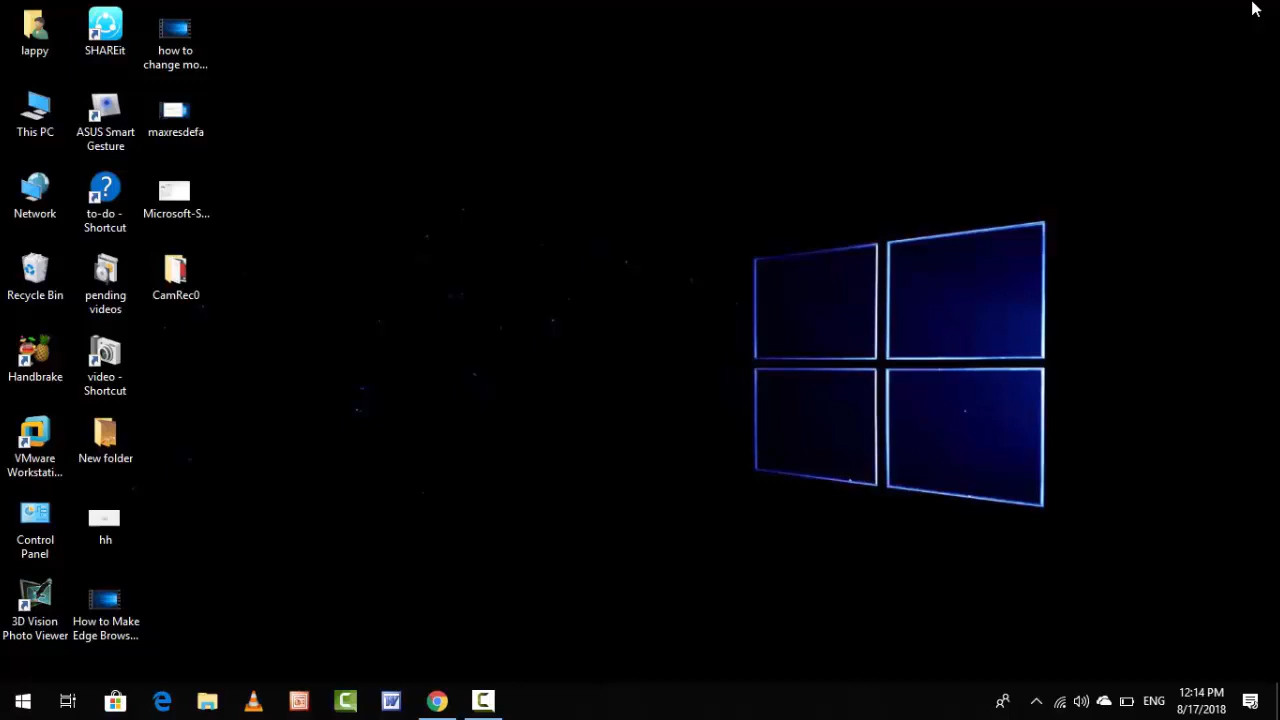 lappy
SHAREit
how to
change mo...
This PC
ASUS Smart
Gesture
maxresdefa
Network
to-do -
Shortcut
Microsoft-S...
Recycle Bin
pending
videos
CamRec0
Handbrake
video -
Shortcut
VMware
Workstati...
New folder
Control
Panel
hh
3D Vision
Photo Viewer
How to Make
Edge Brows...
ENG
12:14 PM
8/17/2018